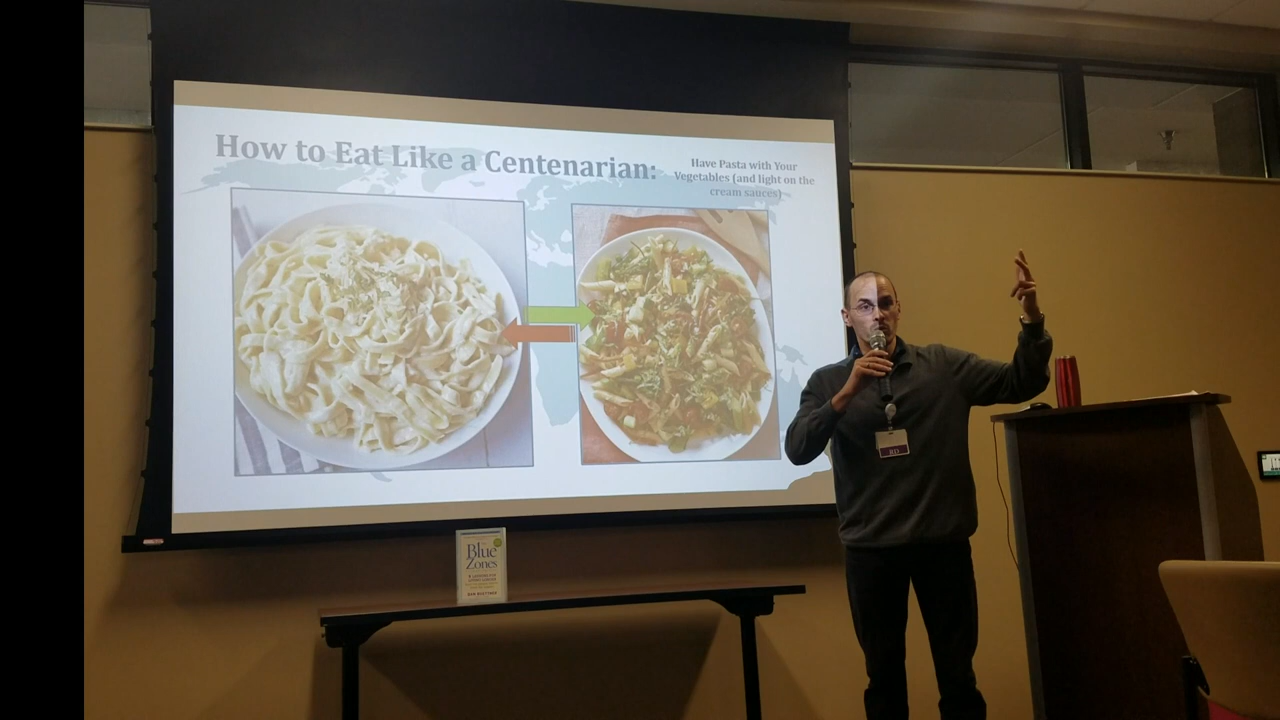 How to Eat Like a Centenarian:
Have Pasta with Your
Vegetables (and light on the
cream sauces)
RD
Blue
Zones